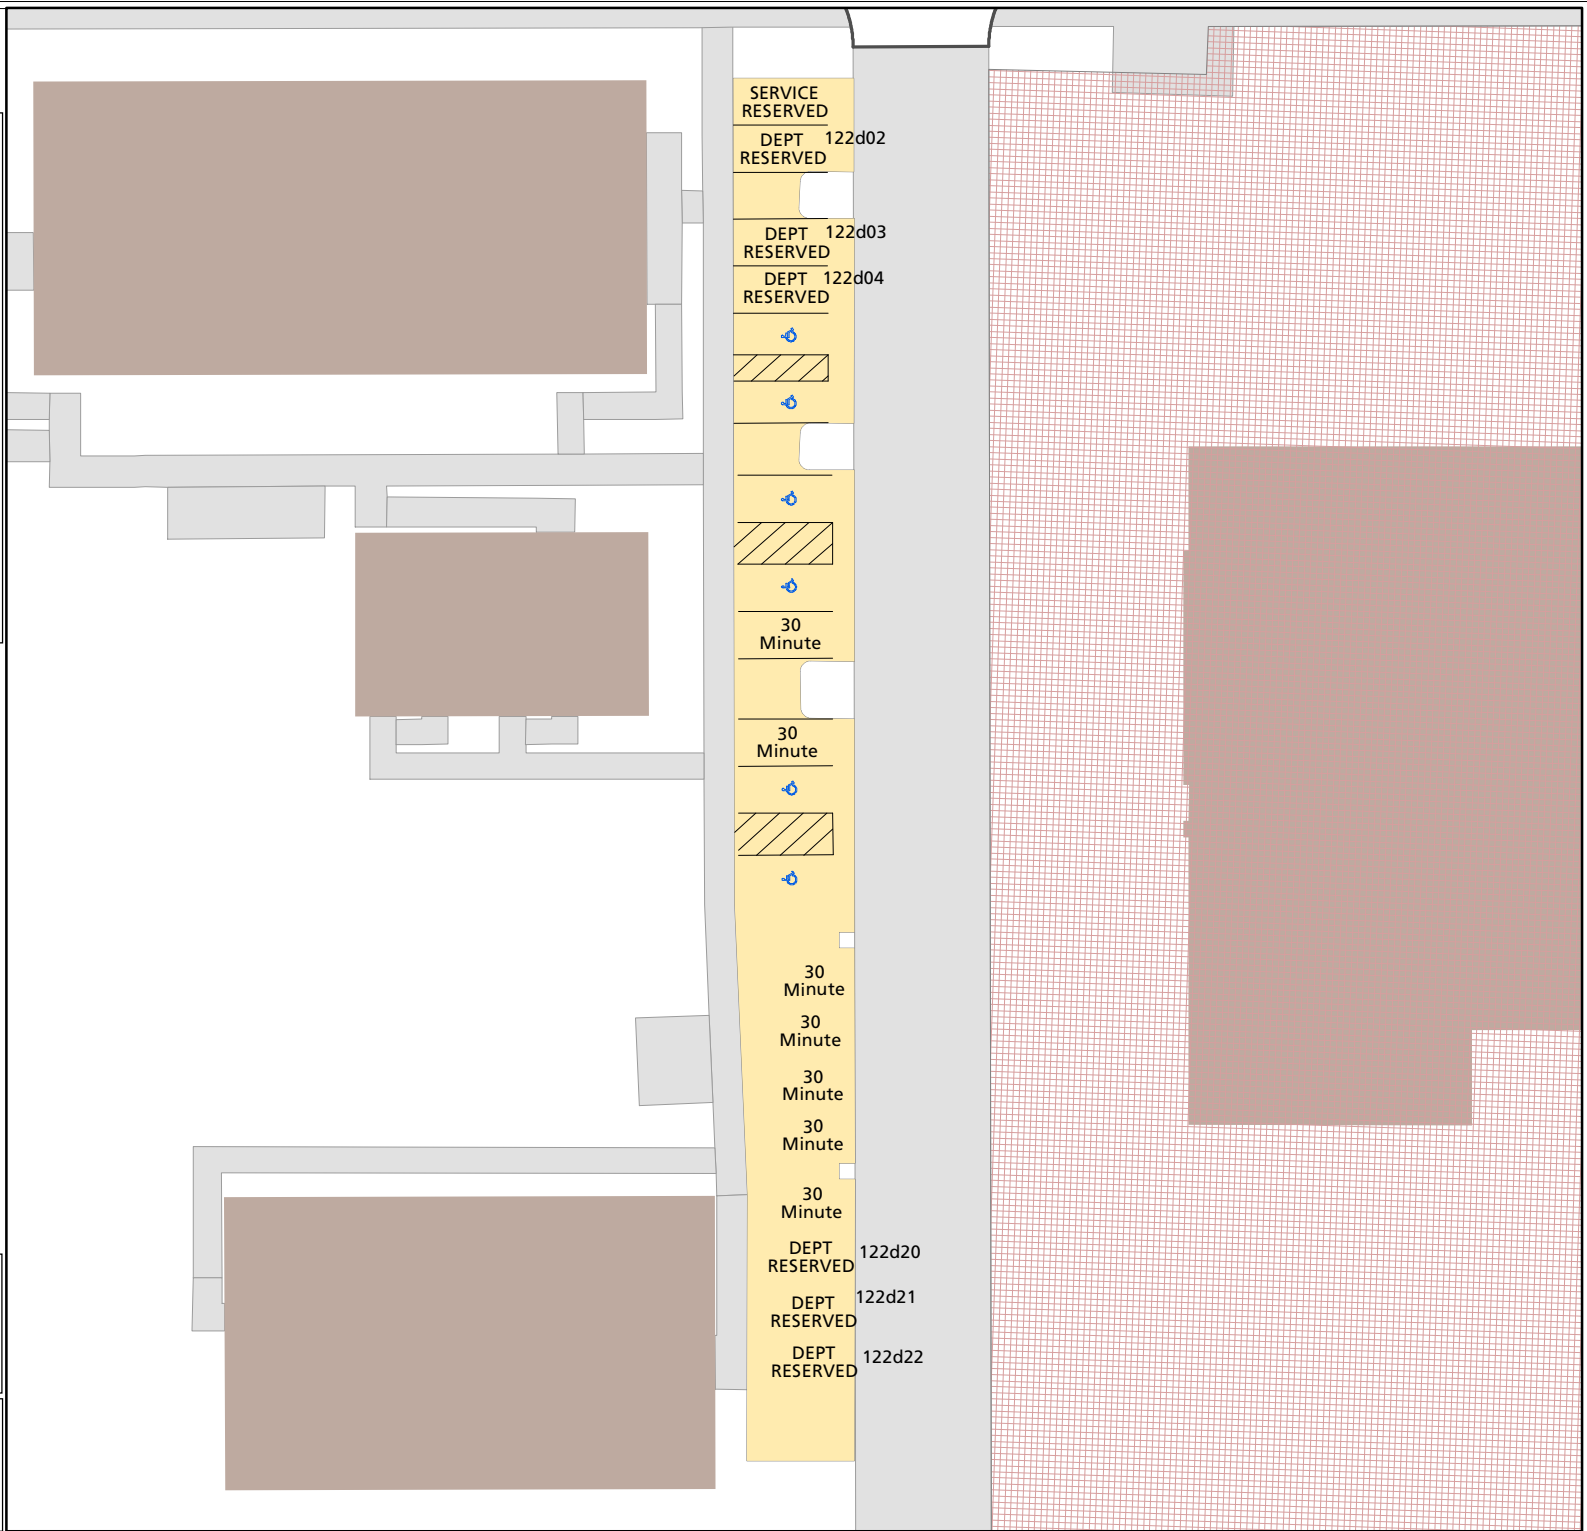 SERVICE
RESERVED
DEPT
RESERVED
122d02
DEPT
RESERVED
122d03
DEPT
RESERVED
122d04
30
Minute
30
Minute
30
Minute
30
Minute
30
Minute
30
Minute
30
Minute
DEPT
RESERVED
122d20
DEPT
RESERVED
122d21
DEPT
RESERVED
122d22